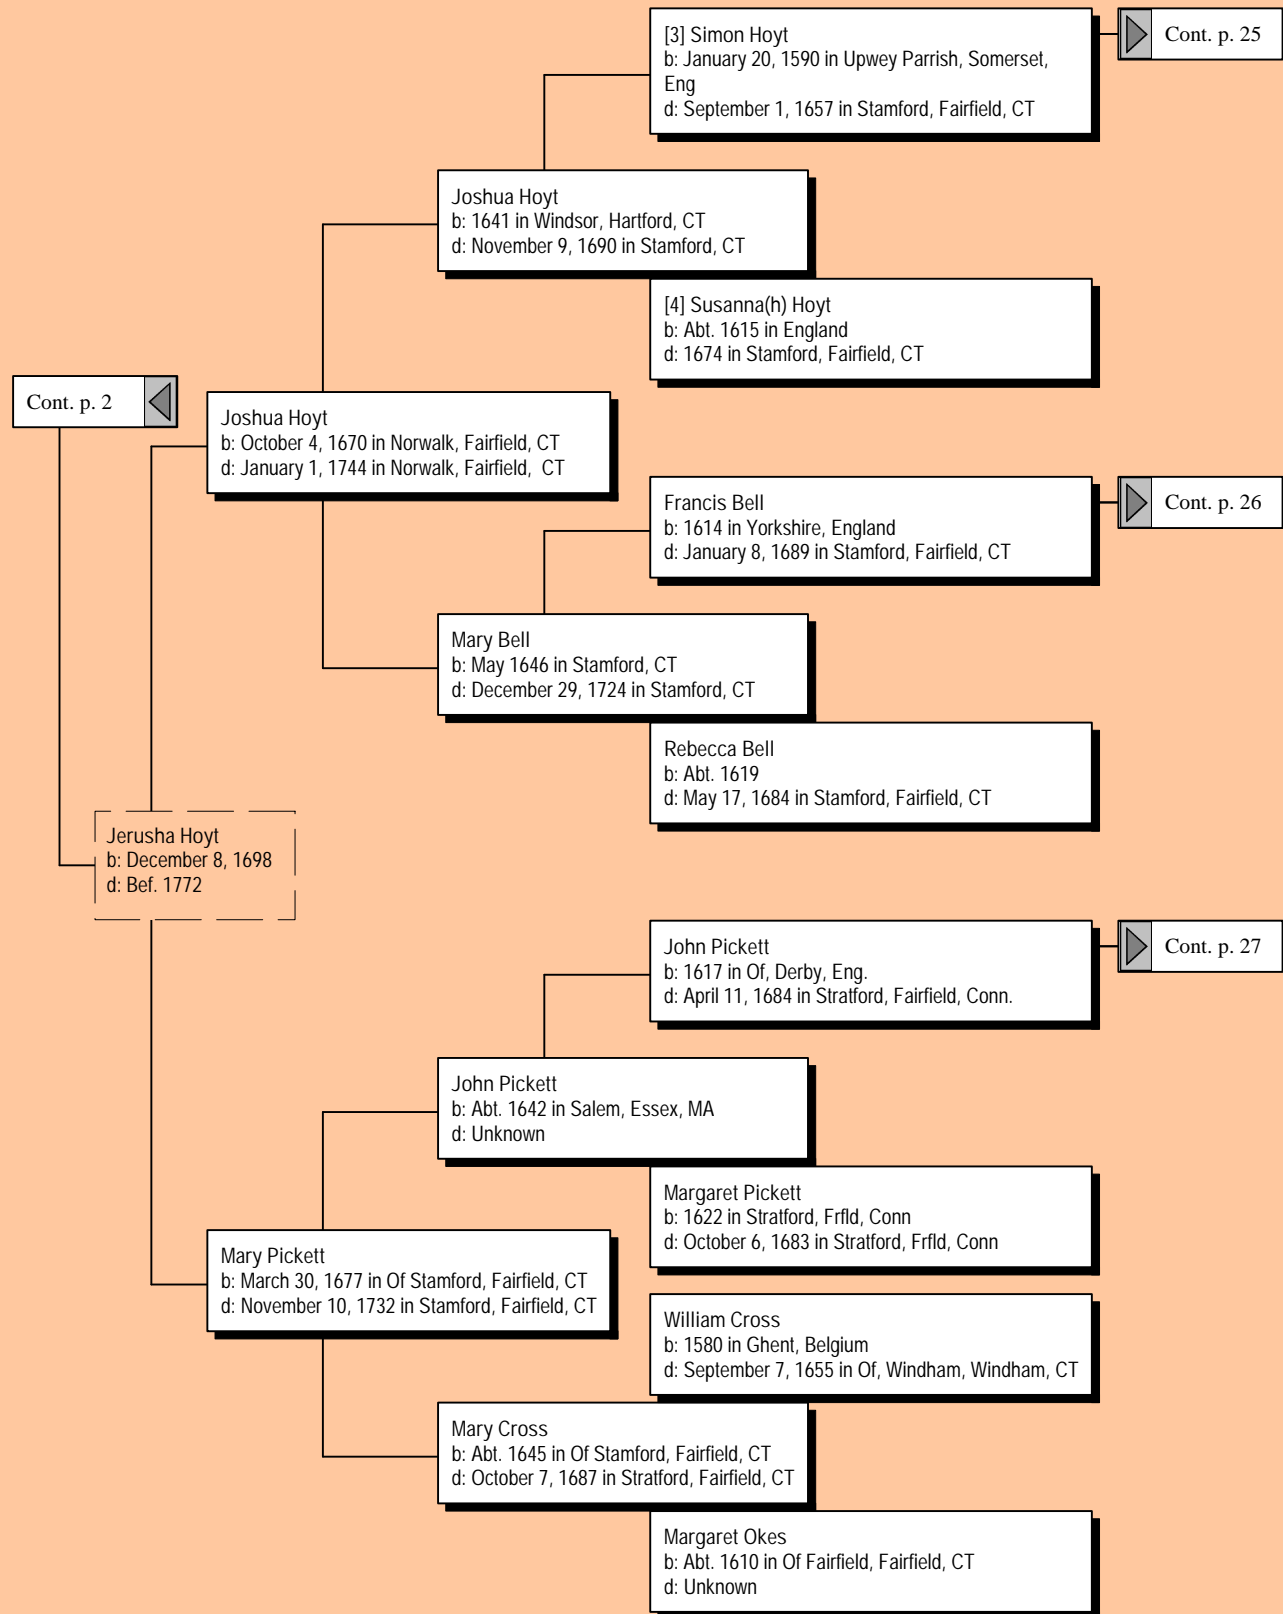 [3] Simon Hoyt
b: January 20, 1590 in Upwey Parrish, Somerset,
Eng
d: September 1, 1657 in Stamford, Fairfield, CT
Cont. p. 25
Joshua Hoyt
b: 1641 in Windsor, Hartford, CT
d: November 9, 1690 in Stamford, CT
[4] Susanna(h) Hoyt
b: Abt. 1615 in England
d: 1674 in Stamford, Fairfield, CT
Cont. p. 2
Joshua Hoyt
b: October 4, 1670 in Norwalk, Fairfield, CT
d: January 1, 1744 in Norwalk, Fairfield, CT
Francis Bell
b: 1614 in Yorkshire, England
d: January 8, 1689 in Stamford, Fairfield, CT
Cont. p. 26
Mary Bell
b: May 1646 in Stamford, CT
d: December 29, 1724 in Stamford, CT
Rebecca Bell
b: Abt. 1619
d: May 17, 1684 in Stamford, Fairfield, CT
Jerusha Hoyt
b: December 8, 1698
d: Bef. 1772
John Pickett
b: 1617 in Of, Derby, Eng.
d: April 11, 1684 in Stratford, Fairfield, Conn.
Cont. p. 27
John Pickett
b: Abt. 1642 in Salem, Essex, MA
d: Unknown
Margaret Pickett
b: 1622 in Stratford, Frfld, Conn
d: October 6, 1683 in Stratford, Frfld, Conn
Mary Pickett
b: March 30, 1677 in Of Stamford, Fairfield, CT
d: November 10, 1732 in Stamford, Fairfield, CT
William Cross
b: 1580 in Ghent, Belgium
d: September 7, 1655 in Of, Windham, Windham, CT
Mary Cross
b: Abt. 1645 in Of Stamford, Fairfield, CT
d: October 7, 1687 in Stratford, Fairfield, CT
Margaret Okes
b: Abt. 1610 in Of Fairfield, Fairfield, CT
d: Unknown